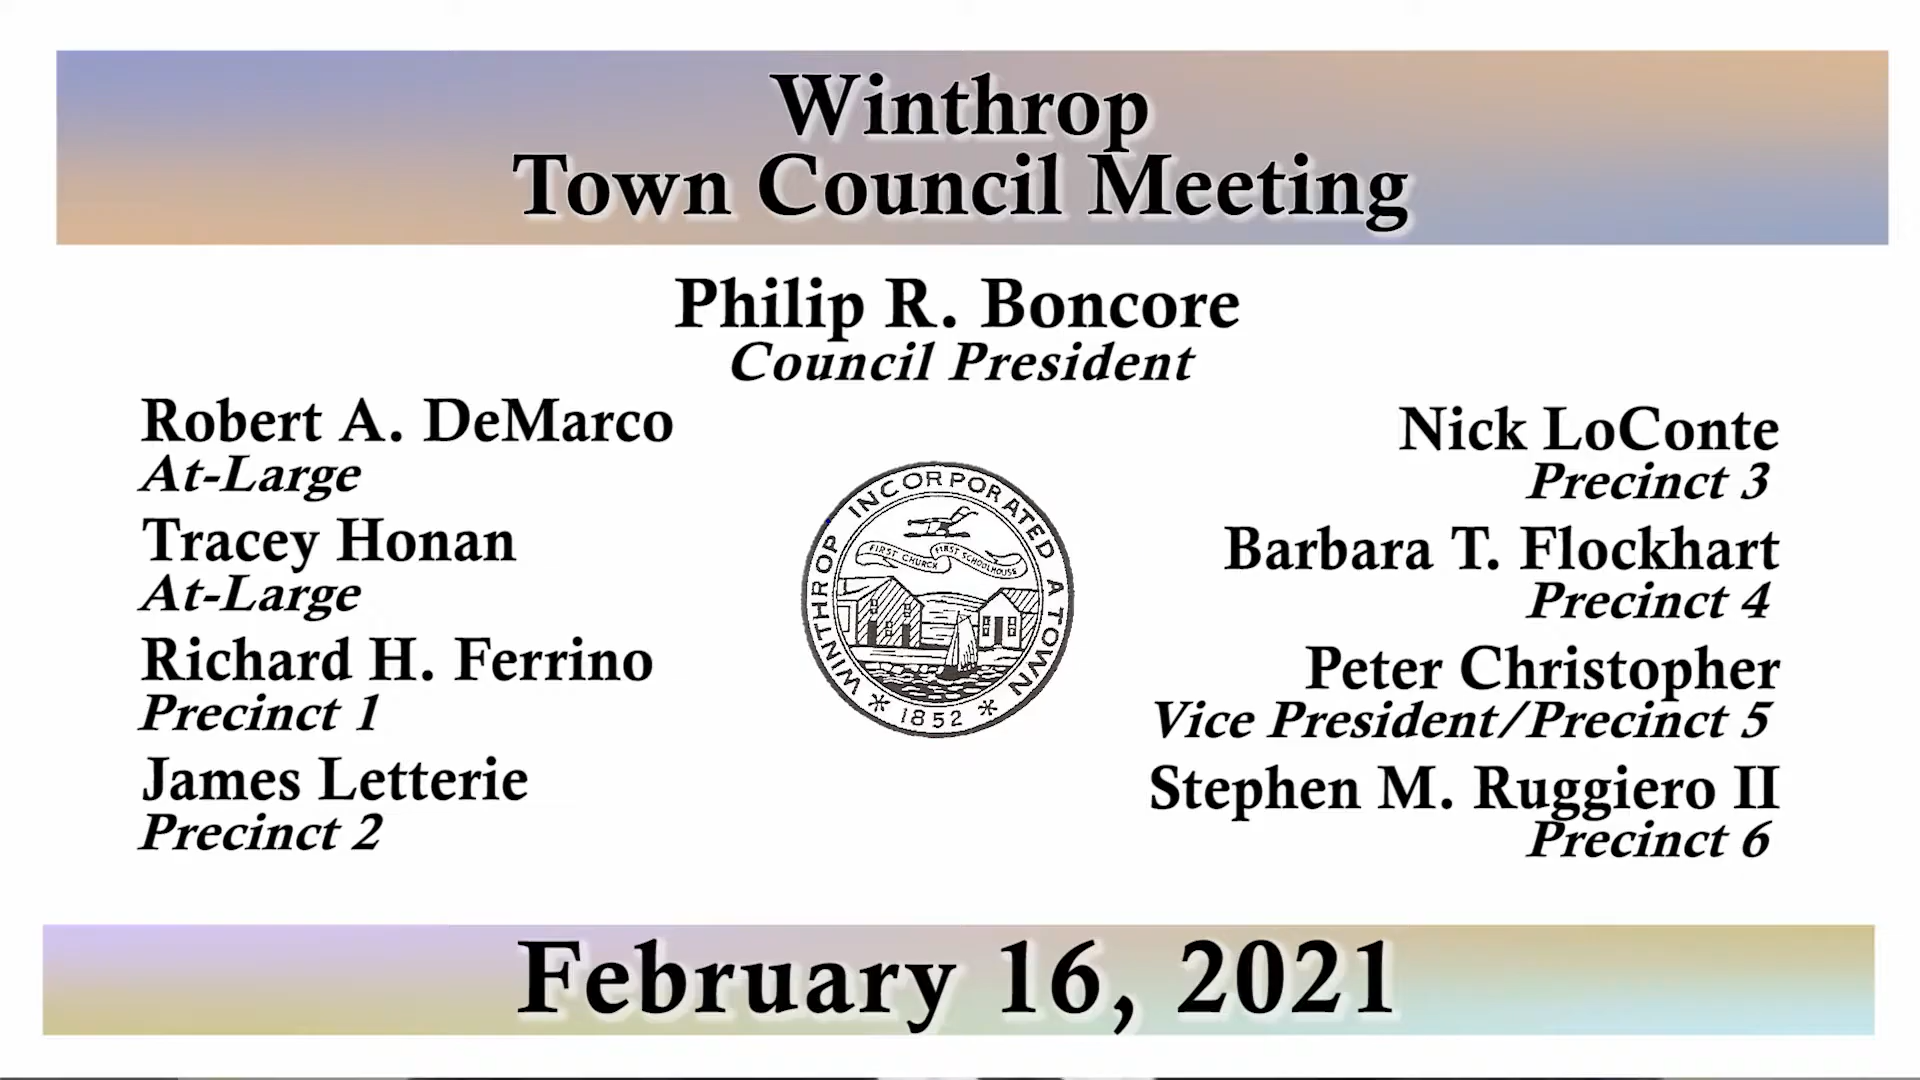 Winthrop
Town Council Meeting
Philip R. Boncore
Council President
Robert A. DeMarco
At-Large
Tracey Honan
At-Large
Richard H. Ferrino
Precinct 1
James Letterie
Precinct 2
WINTHROP INCORPORATED A TOWN
FIRST CHURCH FIRST SCHOOLHOUSE
* 1852 *
Nick LoConte
Precinct 3
Barbara T. Flockhart
Precinct 4
Peter Christopher
Vice President/Precinct 5
Stephen M. Ruggiero II
Precinct 6
February 16, 2021